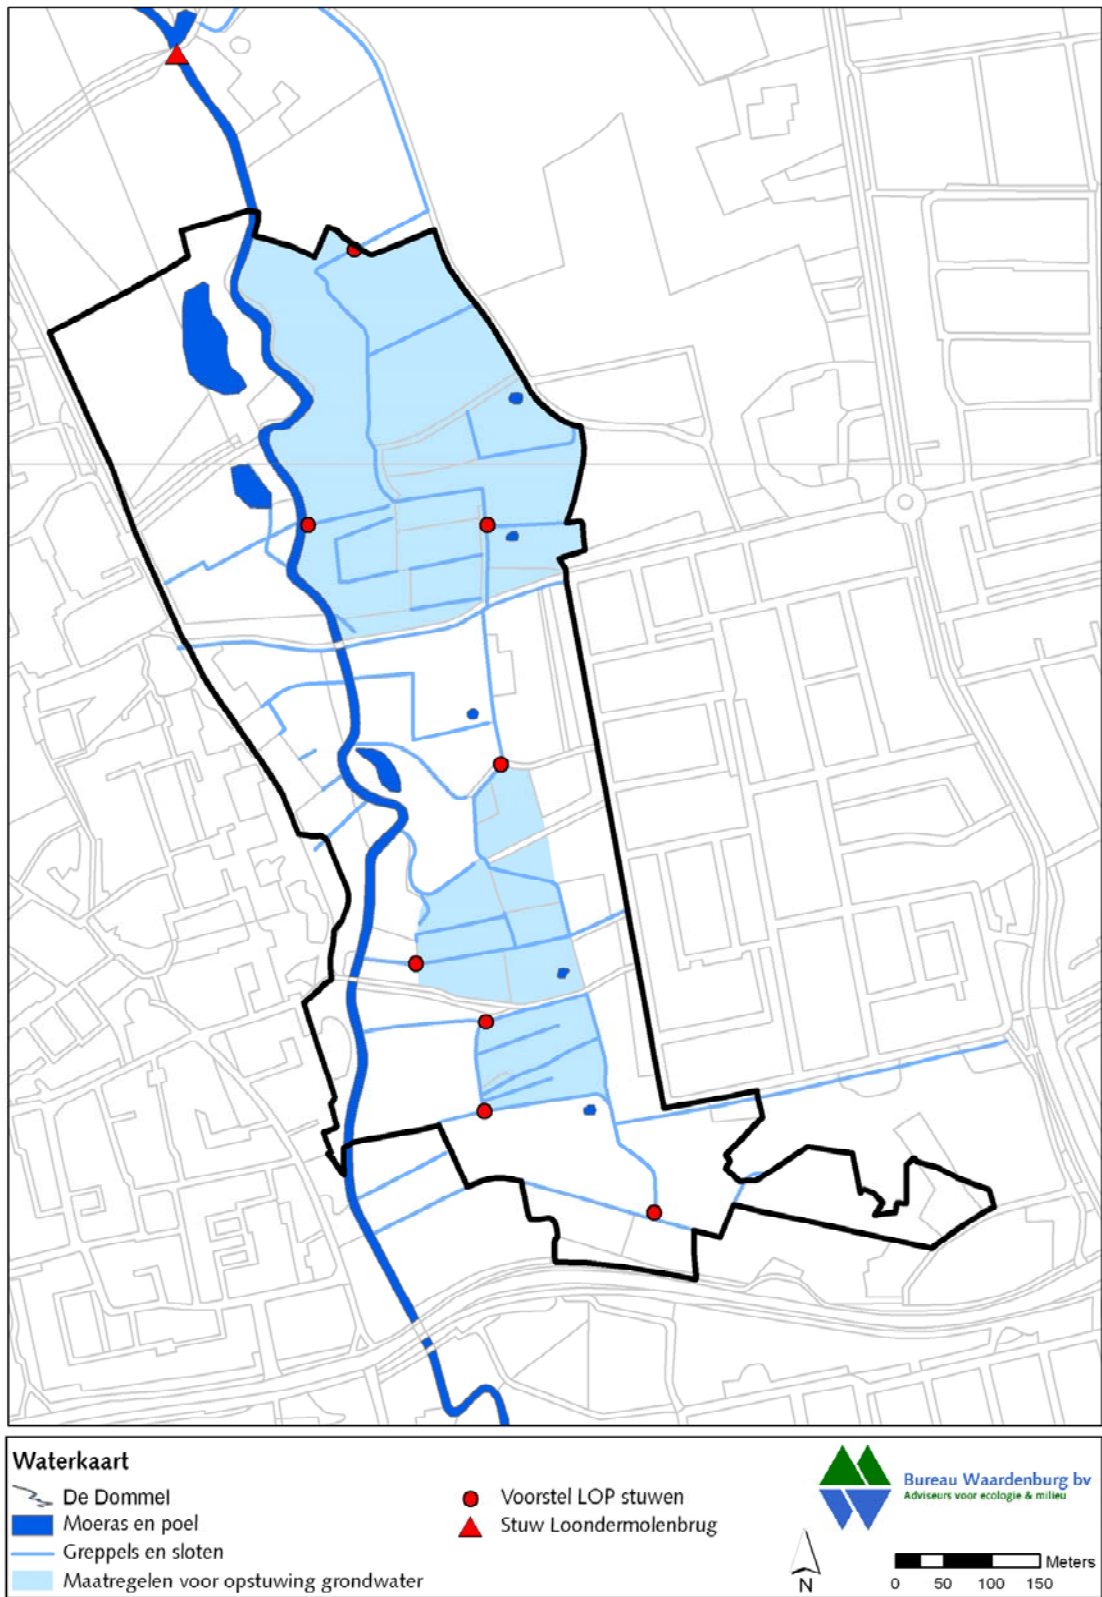 Waterkaart
De Dommel
Moeras en poel
Greppels en sloten
Maatregelen voor opstuwing grondwater
Voorstel LOP stuwen
Stuw Loondermolenbrug
Bureau Waardenburg bv
Adviseurs voor ecologie & milieu
N
Meters
0 50 100 150